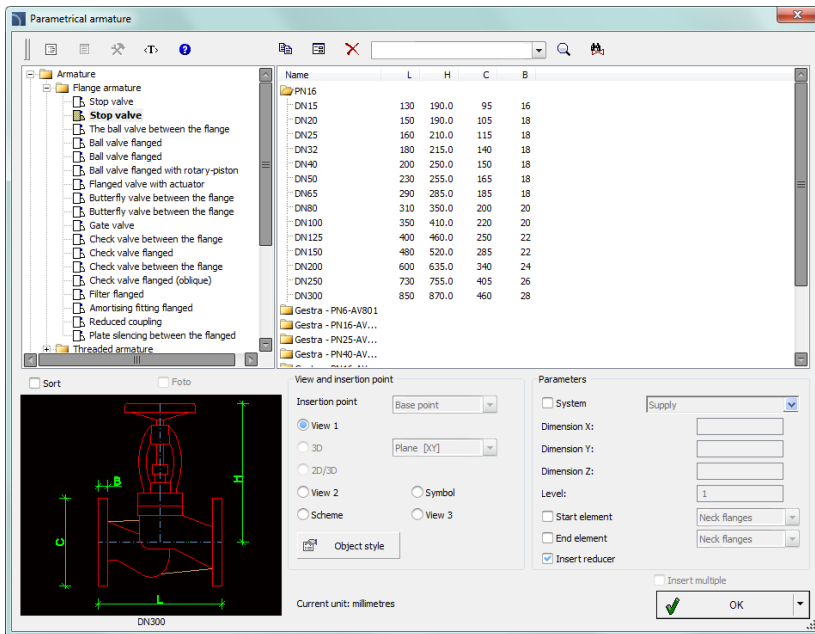 Parametrical armature
‹T›
Armature
Flange armature
Stop valve
Stop valve
The ball valve between the flange
Ball valve flanged
Ball valve flanged
Ball valve flanged with rotary-piston
Flanged valve with actuator
Butterfly valve between the flange
Butterfly valve between the flange
Gate valve
Check valve between the flange
Check valve flanged
Check valve between the flange
Check valve flanged (oblique)
Filter flanged
Amortising fitting flanged
Reduced coupling
Plate silencing between the flanged
Threaded armature
Name L H C B
PN16
DN15 130 190.0 95 16
DN20 150 190.0 105 18
DN25 160 210.0 115 18
DN32 180 215.0 140 18
DN40 200 250.0 150 18
DN50 230 255.0 165 18
DN65 290 285.0 185 18
DN80 310 350.0 200 20
DN100 350 410.0 220 20
DN125 400 460.0 250 22
DN150 480 520.0 285 22
DN200 600 635.0 340 24
DN250 730 755.0 405 26
DN300 850 870.0 460 28
Gestra - PN6-AV801
Gestra - PN16-AV...
Gestra - PN25-AV...
Gestra - PN40-AV...
Sort Foto
B
H
C
L
DN300
View and insertion point
Insertion point Base point
View 1
3D Plane [XY]
2D/3D
View 2 Symbol
Scheme View 3
Object style
Current unit: millimetres
Parameters
System Supply
Dimension X:
Dimension Y:
Dimension Z:
Level: 1
Start element Neck flanges
End element Neck flanges
Insert reducer
Insert multiple
OK